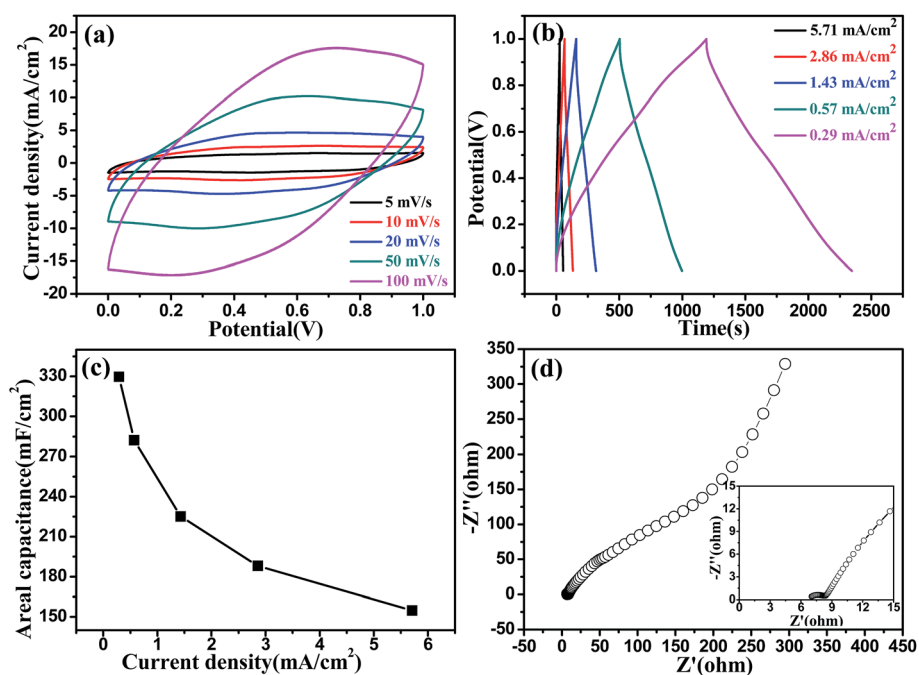 (a)
Current density(mA/cm²)
20
15
10
5
0
-5
-10
-15
-20
5 mV/s
10 mV/s
20 mV/s
50 mV/s
100 mV/s
0.0 0.2 0.4 0.6 0.8 1.0
Potential(V)
(b)
Potential(V)
1.0
0.8
0.6
0.4
0.2
0.0
5.71 mA/cm²
2.86 mA/cm²
1.43 mA/cm²
0.57 mA/cm²
0.29 mA/cm²
0 500 1000 1500 2000 2500
Time(s)
(c)
Areal capacitance(mF/cm²)
330
300
270
240
210
180
150
0 1 2 3 4 5 6
Current density(mA/cm²)
(d)
-Z''(ohm)
350
300
250
200
150
100
50
0
-50
-Z''(ohm)
15
12
9
6
3
0
0 3 6 9 12 15
Z'(ohm)
-50 0 50 100 150 200 250 300 350 400 450
Z'(ohm)